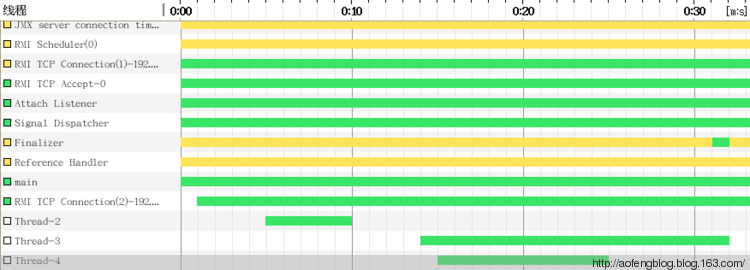 线程 0:00 0:10 0:20 0:30 [m:s]
JMX server connection tim...
RMI Scheduler(0)
RMI TCP Connection(1)-192....
RMI TCP Accept-0
Attach Listener
Signal Dispatcher
Finalizer
Reference Handler
main
RMI TCP Connection(2)-192....
Thread-2
Thread-3
Thread-4
http://aofengblog.blog.163.com/